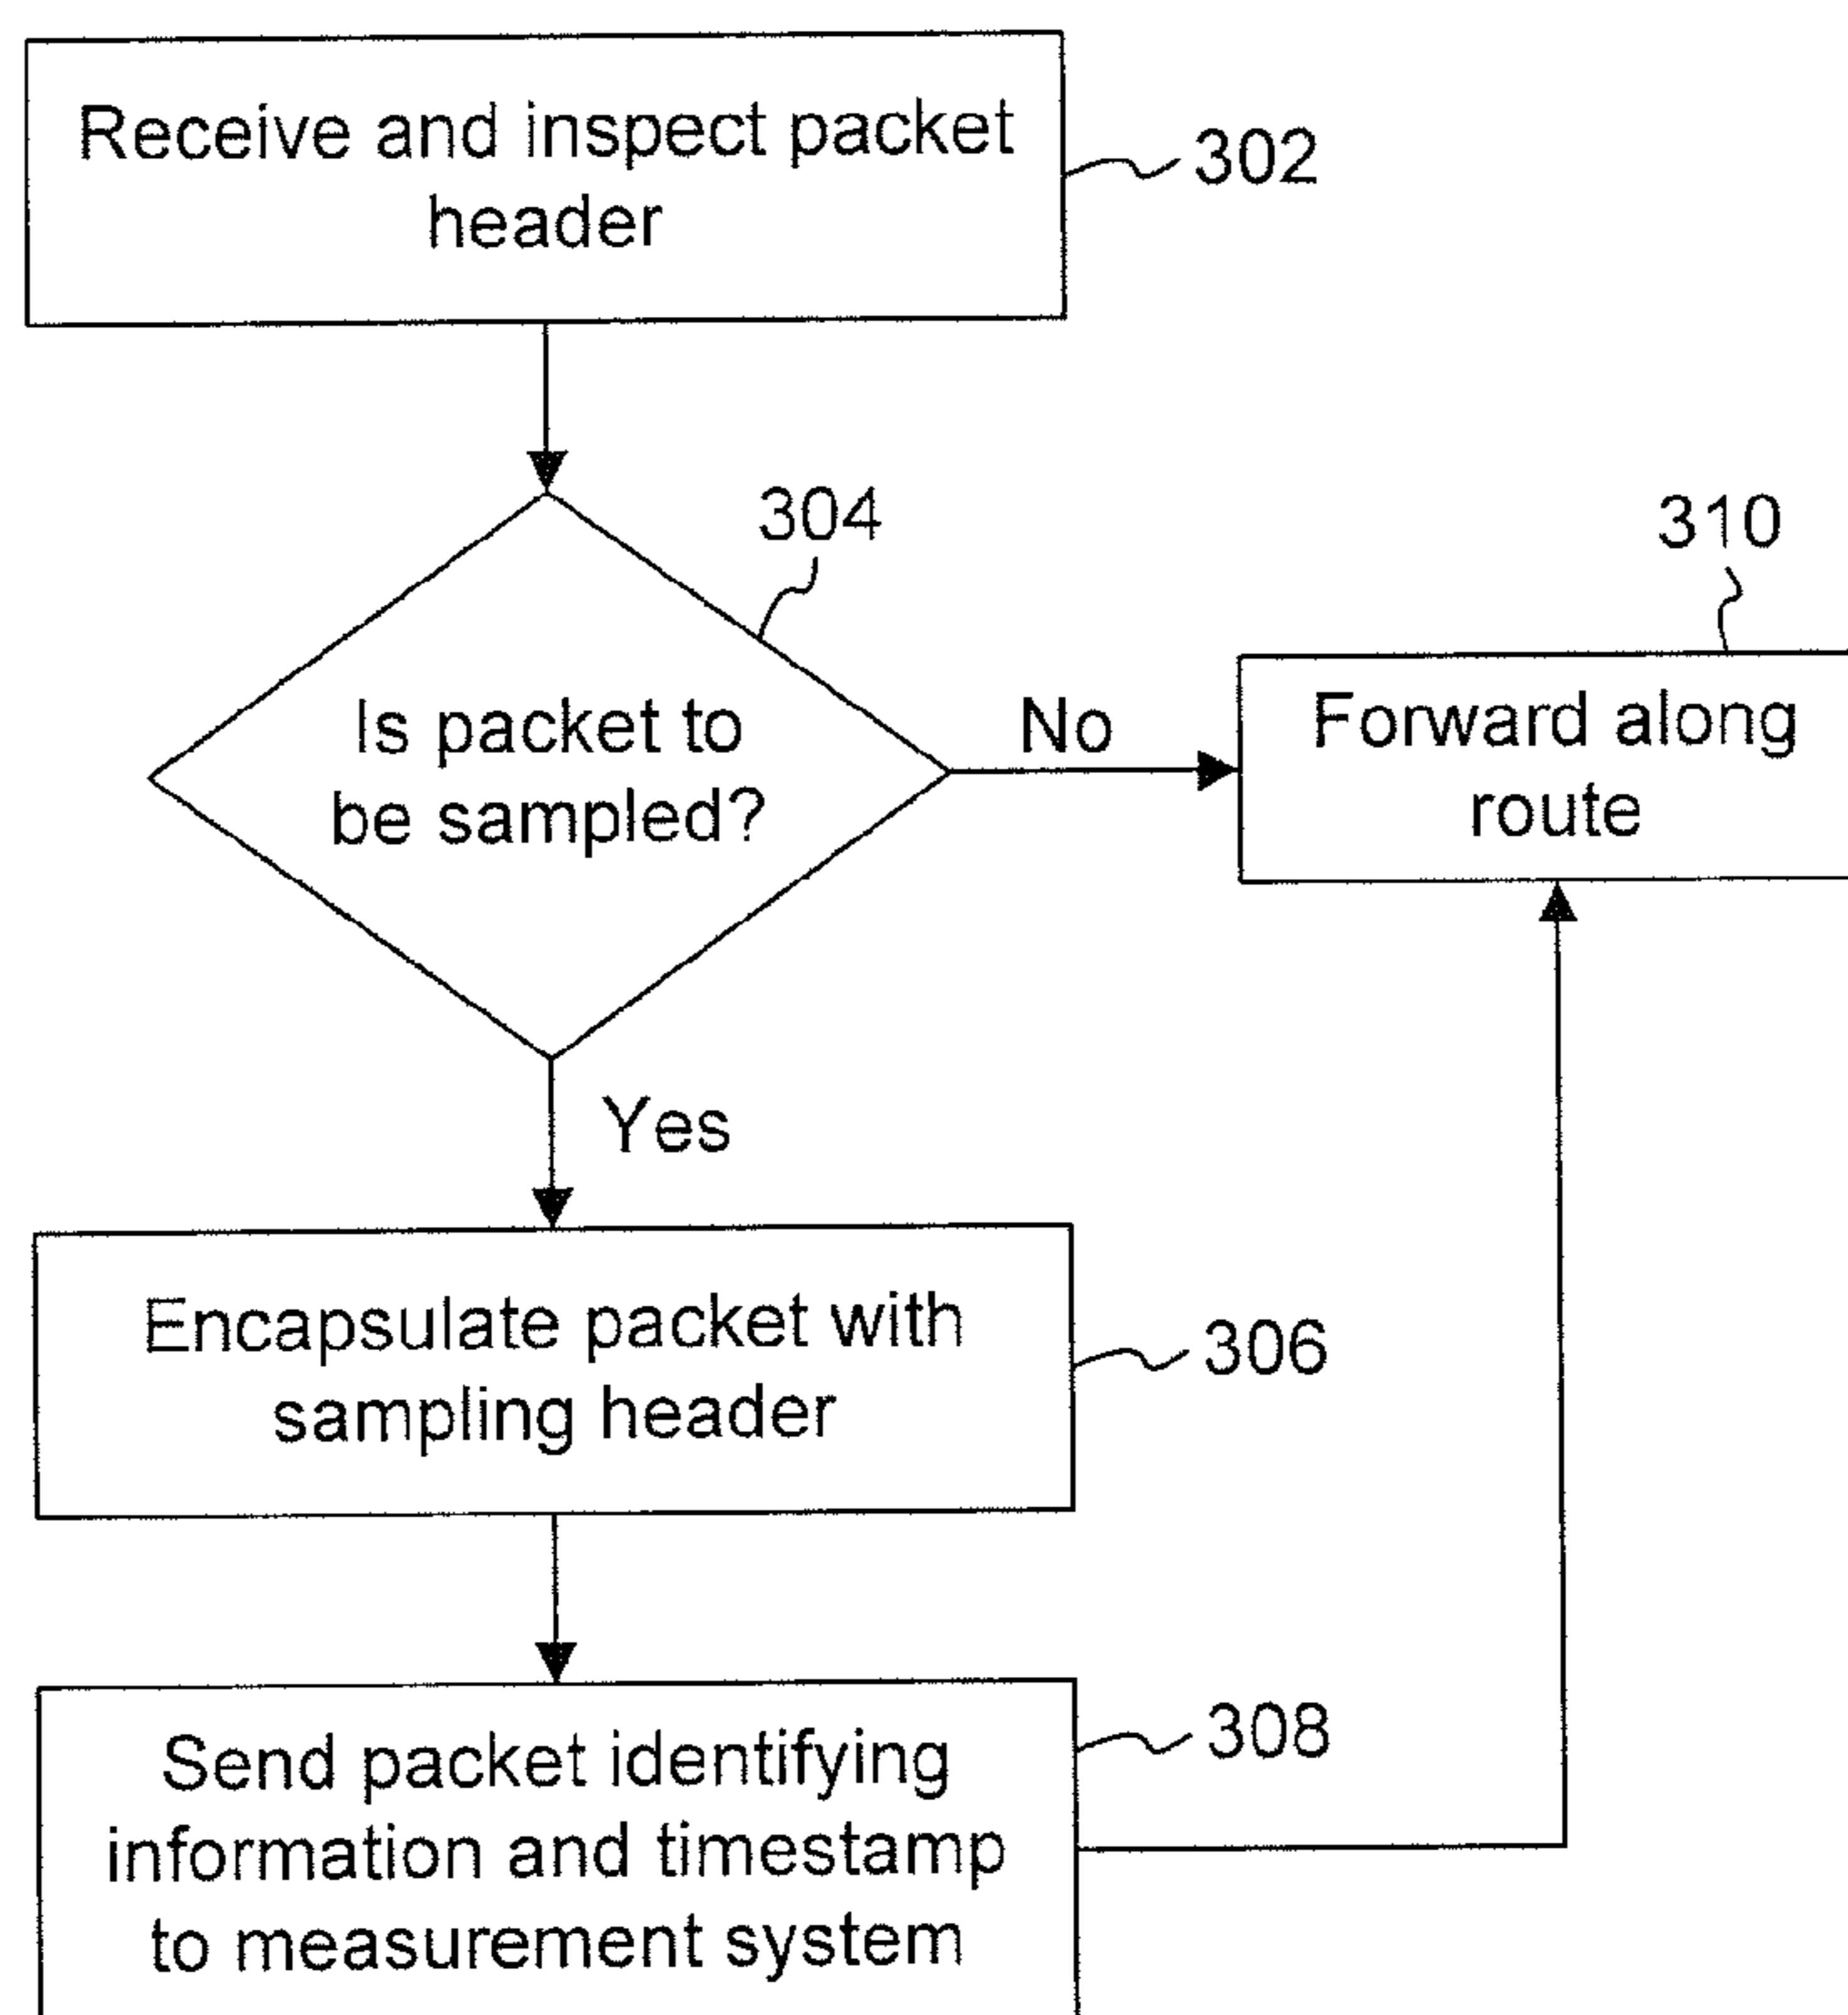 Receive and inspect packet
header
302
304
310
Is packet to
be sampled?
No
Forward along
route
Yes
Encapsulate packet with
sampling header
306
308
Send packet identifying
information and timestamp
to measurement system